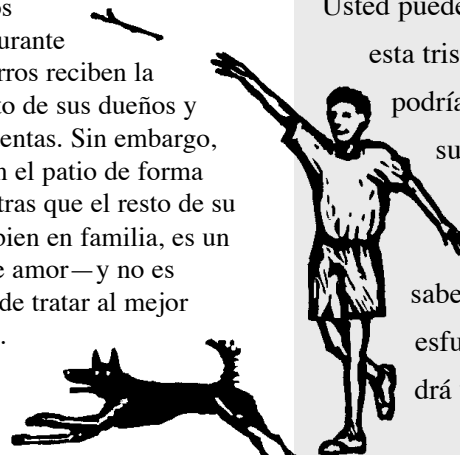 os
urante
rros reciben la
to de sus dueños y
entas. Sin embargo,
n el patio de forma
tras que el resto de su
bien en familia, es un
e amor—y no es
de tratar al mejor
.
Usted puede
esta tris
podría
su
sabe
esfu
drá